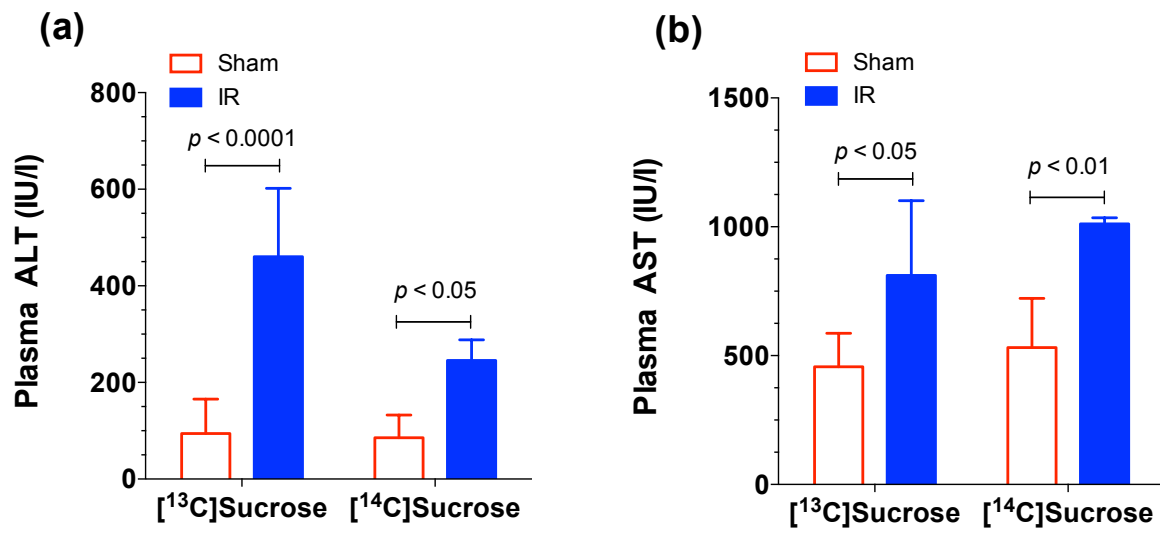 (a)
Sham
IR
Plasma ALT (IU/l)
800
600
400
200
0
p < 0.0001
p < 0.05
[¹³C]Sucrose [¹⁴C]Sucrose
(b)
Sham
IR
Plasma AST (IU/l)
1500
1000
500
0
p < 0.05
p < 0.01
[¹³C]Sucrose [¹⁴C]Sucrose